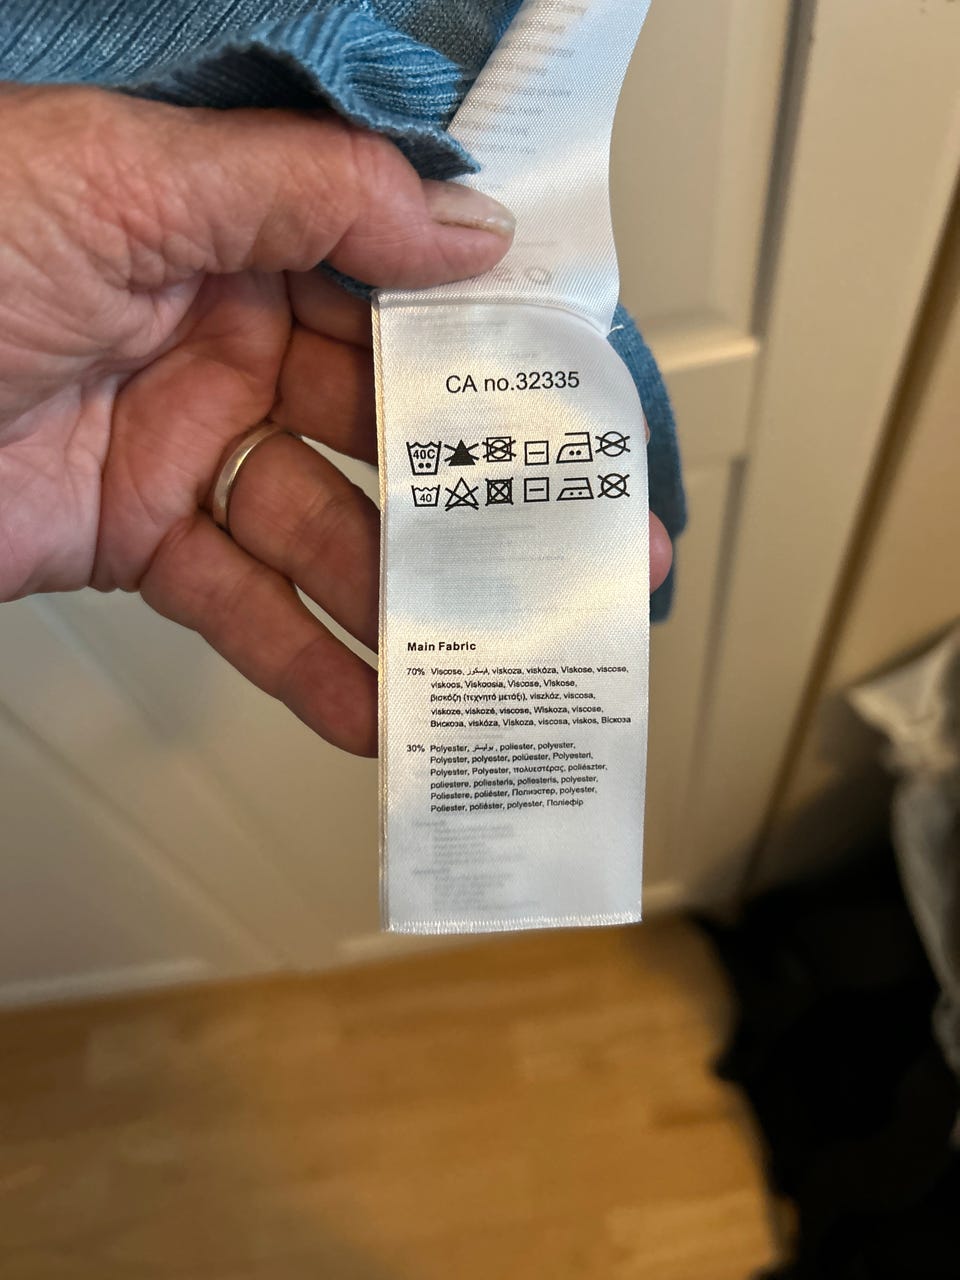 CA no.32335
40C
40
Main Fabric
70% Viscose, فيسكوز, viskoza, viskóza, Viskose, viscose,
viskoos, Viskoosia, Viscose, Viskose,
βισκόζη (τεχνητό μετάξι), viszkóz, viscosa,
viskoze, viskozė, viscose, Wiskoza, viscose,
Вискоза, viskóza, Viskoza, viscosa, viskos, Віскоза
30% Polyester, بوليستر, poliester, polyester,
Polyester, polyester, polüester, Polyesteri,
Polyester, Polyester, πολυεστέρας, poliészter,
poliestere, poliesteris, poliesteris, polyester,
Poliestere, poliéster, Полиэстер, polyester,
Poliester, poliéster, polyester, Поліефір